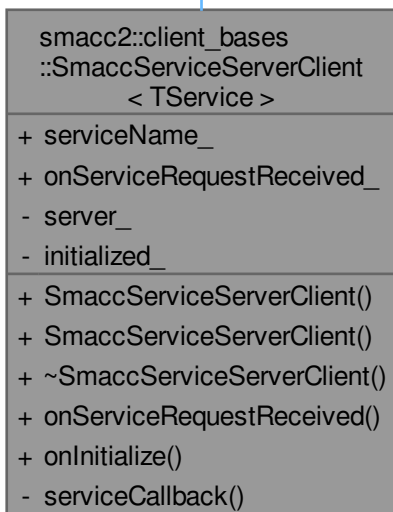 smacc2::client_bases
::SmaccServiceServerClient
< TService >
+ serviceName_
+ onServiceRequestReceived_
- server_
- initialized_
+ SmaccServiceServerClient()
+ SmaccServiceServerClient()
+ ~SmaccServiceServerClient()
+ onServiceRequestReceived()
+ onInitialize()
- serviceCallback()